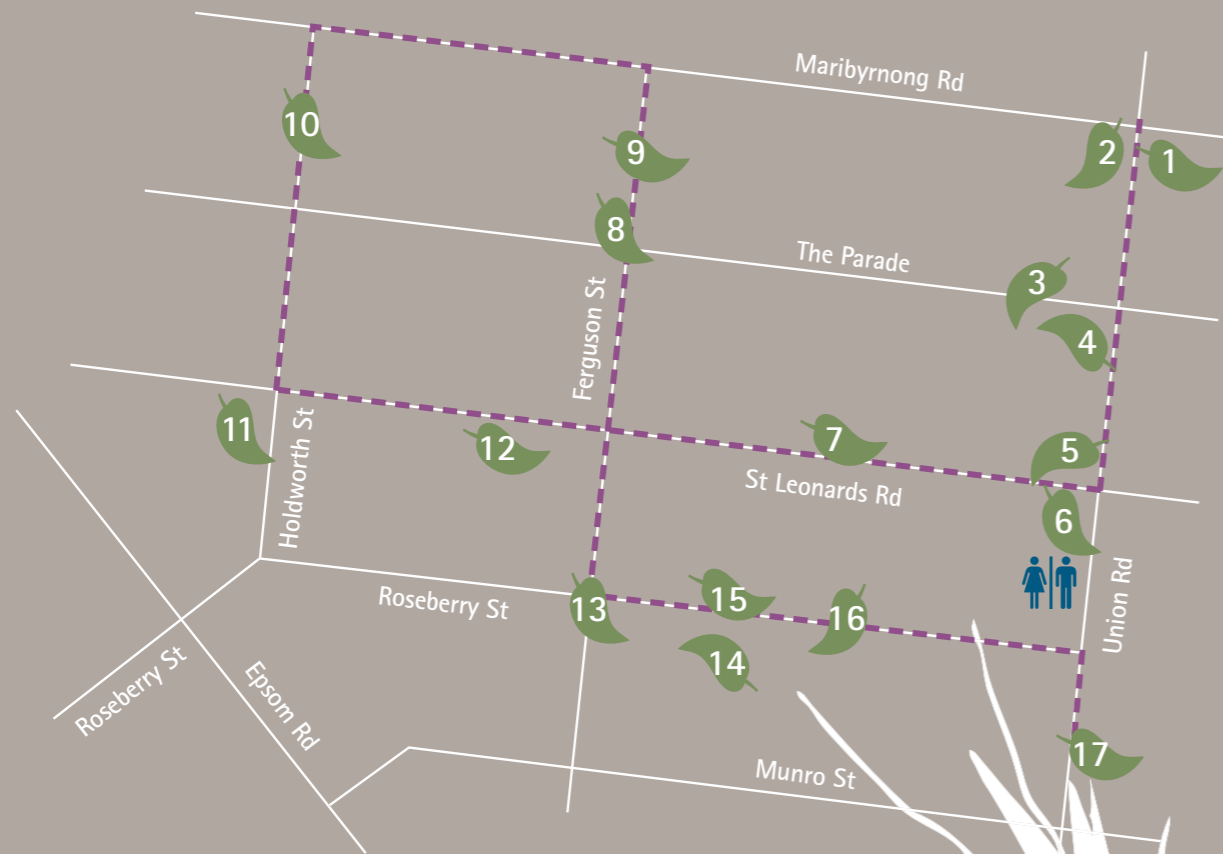 Maribyrnong Rd
10
9
2
1
8
The Parade
3
Ferguson St
4
11
Holdworth St
12
7
5
St Leonards Rd
6
Roseberry St
13
15
16
14
Union Rd
Roseberry St
Epsom Rd
Munro St
17